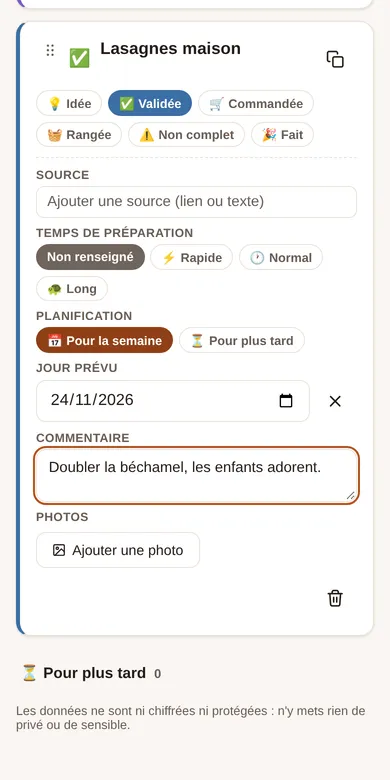 Lasagnes maison
Idée
Validée
Commandée
Rangée
Non complet
Fait
SOURCE
Ajouter une source (lien ou texte)
TEMPS DE PRÉPARATION
Non renseigné
Rapide
Normal
Long
PLANIFICATION
Pour la semaine
Pour plus tard
JOUR PRÉVU
24/11/2026
COMMENTAIRE
Doubler la béchamel, les enfants adorent.
PHOTOS
Ajouter une photo
Pour plus tard 0
Les données ne sont ni chiffrées ni protégées : n'y mets rien de
privé ou de sensible.